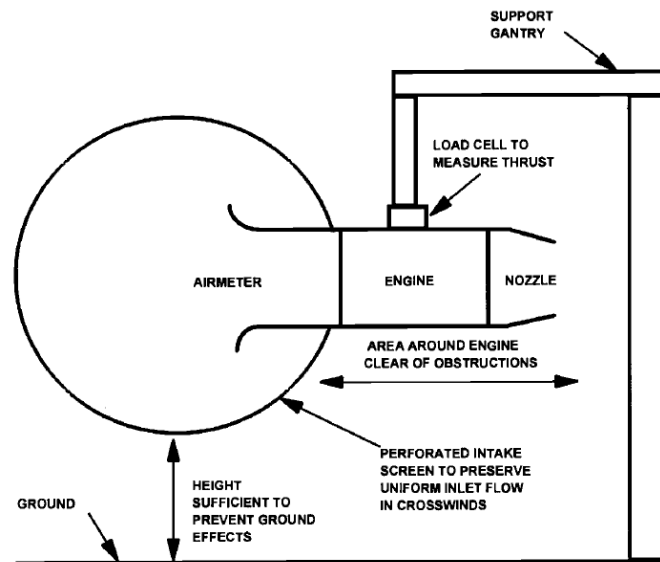 SUPPORT
GANTRY
LOAD CELL TO
MEASURE THRUST
AIRMETER
ENGINE
NOZZLE
AREA AROUND ENGINE
CLEAR OF OBSTRUCTIONS
PERFORATED INTAKE
SCREEN TO PRESERVE
UNIFORM INLET FLOW
IN CROSSWINDS
HEIGHT
SUFFICIENT TO
PREVENT GROUND
EFFECTS
GROUND